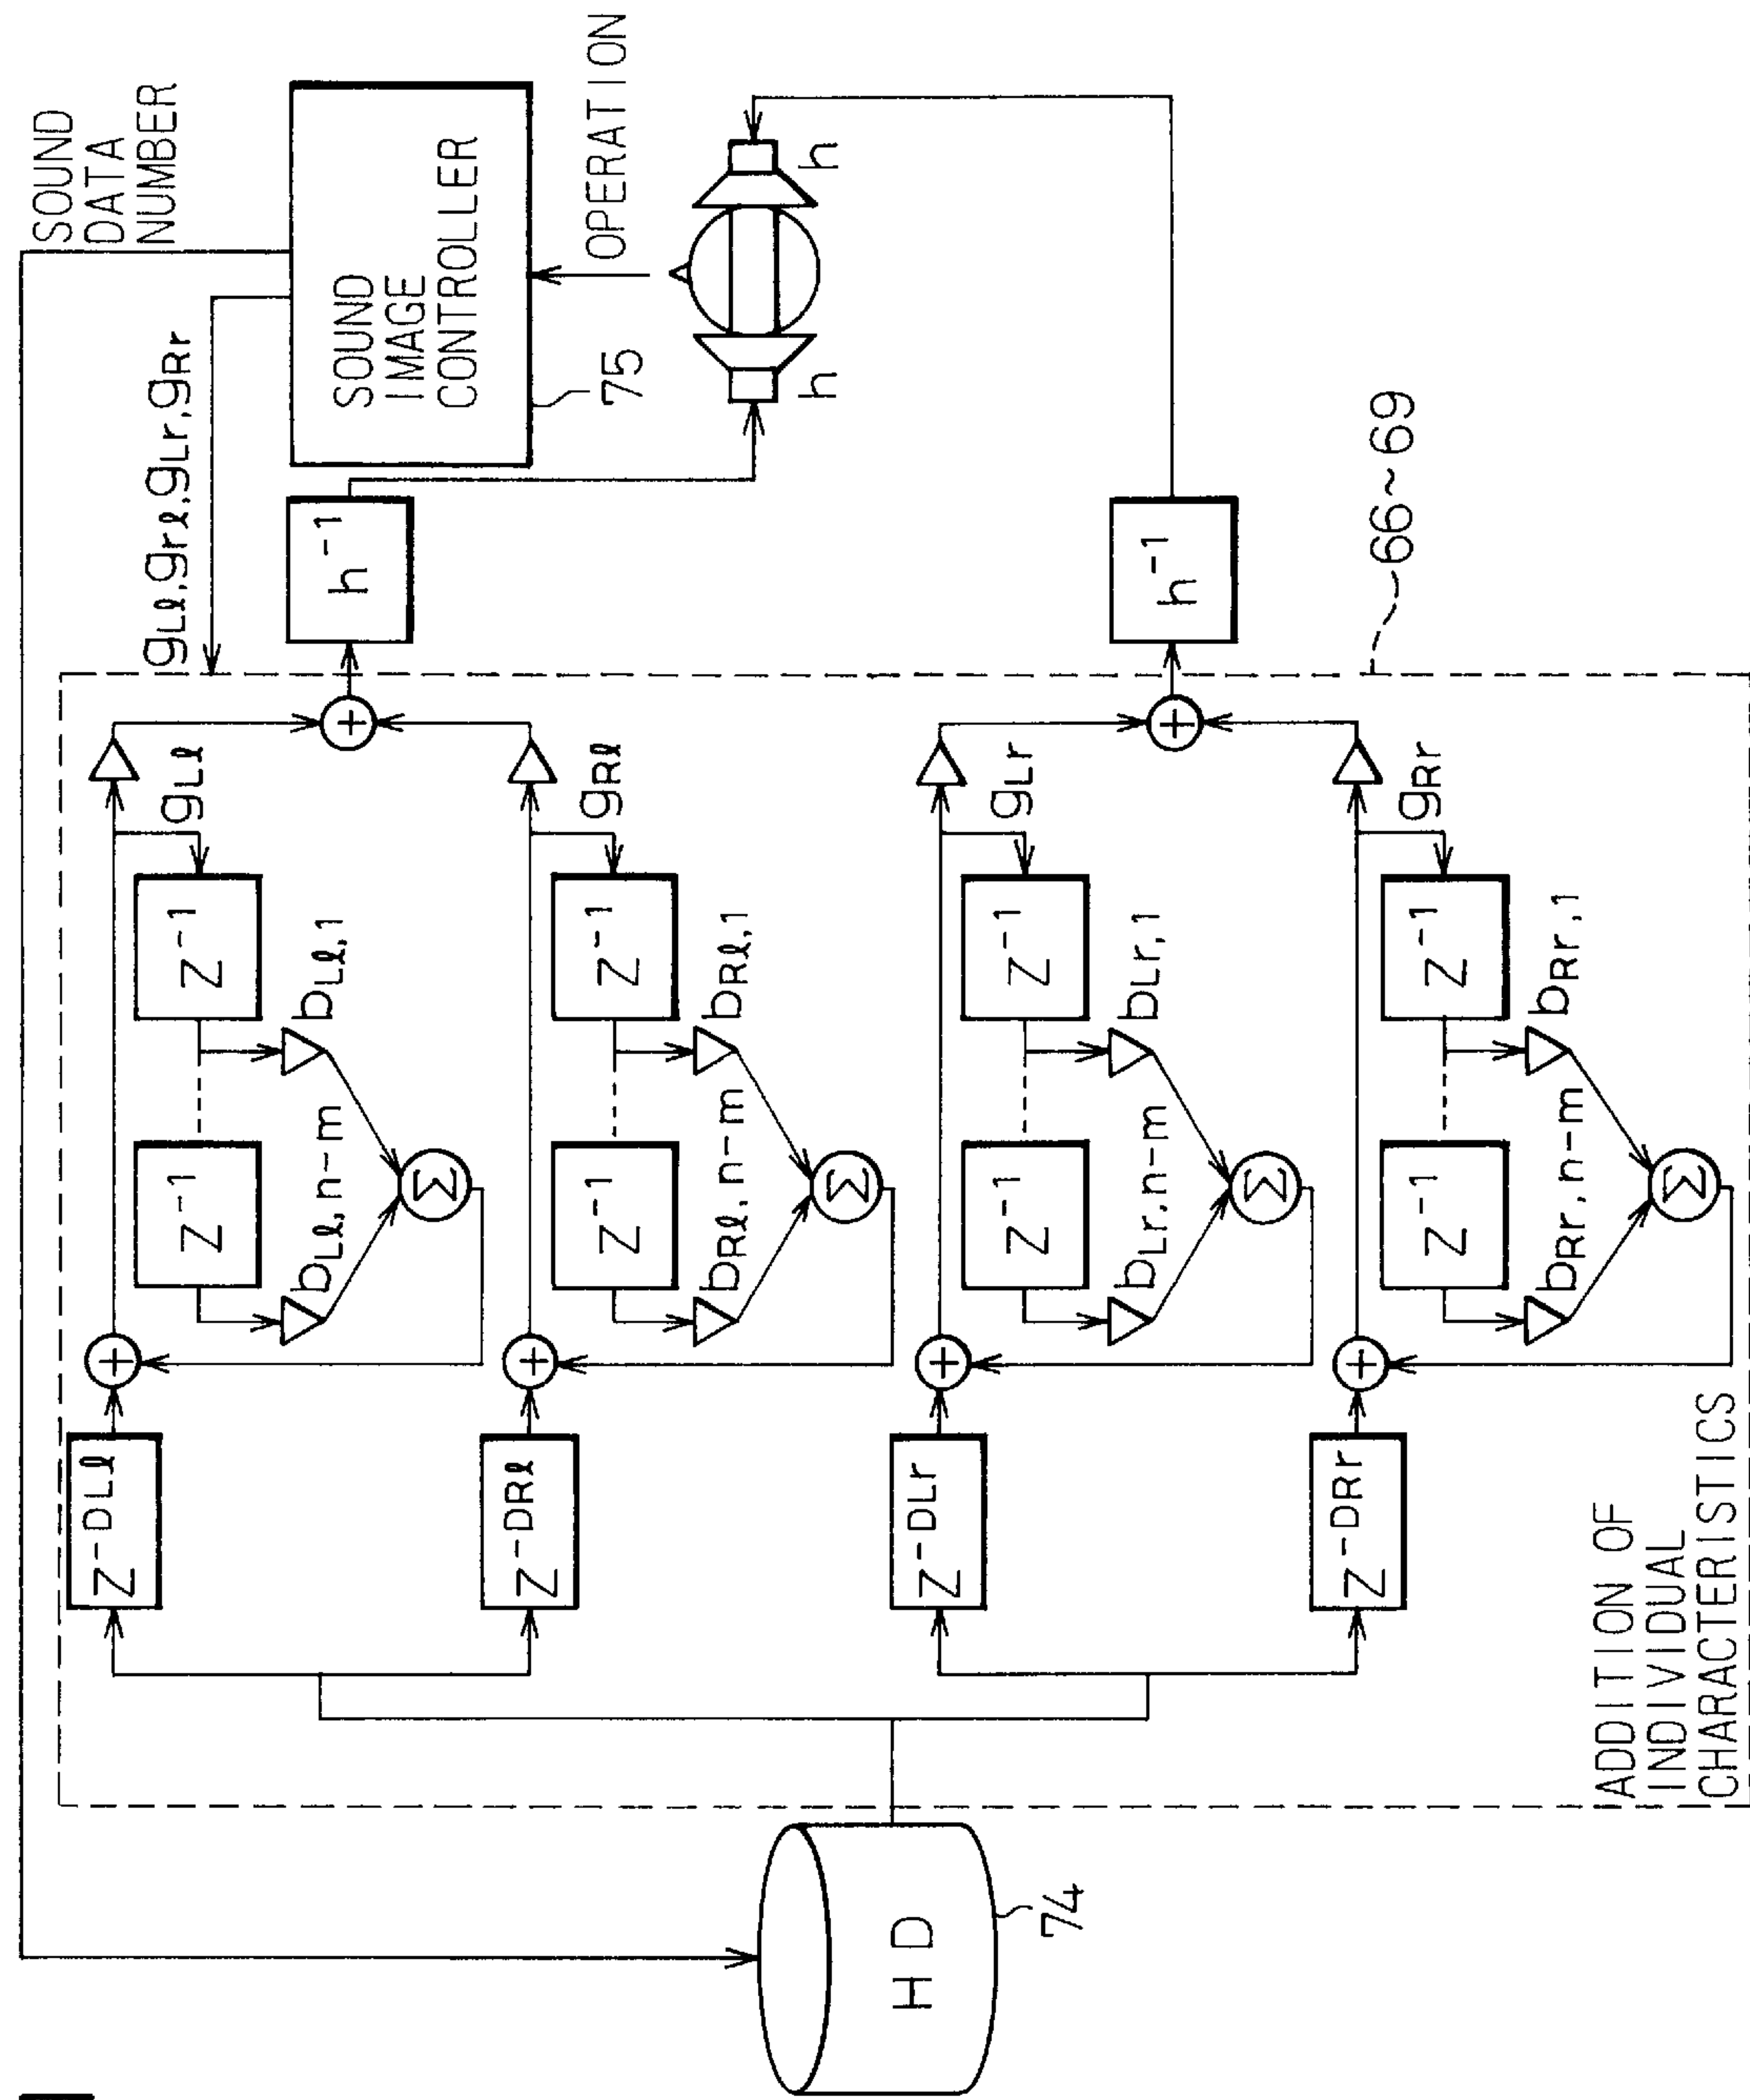 SOUND
DATA
NUMBER
gLℓ,grℓ,gLr,gRr
SOUND
IMAGE
CONTROLLER
75
OPERATION
h
h
h⁻¹
h⁻¹
66~69
Z^-DLℓ
+
Z⁻¹
Z⁻¹
bLℓ,n-m
bLℓ,1
Σ
gLℓ
+
Z^-DRℓ
+
Z⁻¹
Z⁻¹
bRℓ,n-m
bRℓ,1
Σ
gRℓ
Z^-DLr
+
Z⁻¹
Z⁻¹
bLr,n-m
bLr,1
Σ
gLr
+
Z^-DRr
+
Z⁻¹
Z⁻¹
bRr,n-m
bRr,1
Σ
gRr
HD
74
ADDITION OF
INDIVIDUAL
CHARACTERISTICS